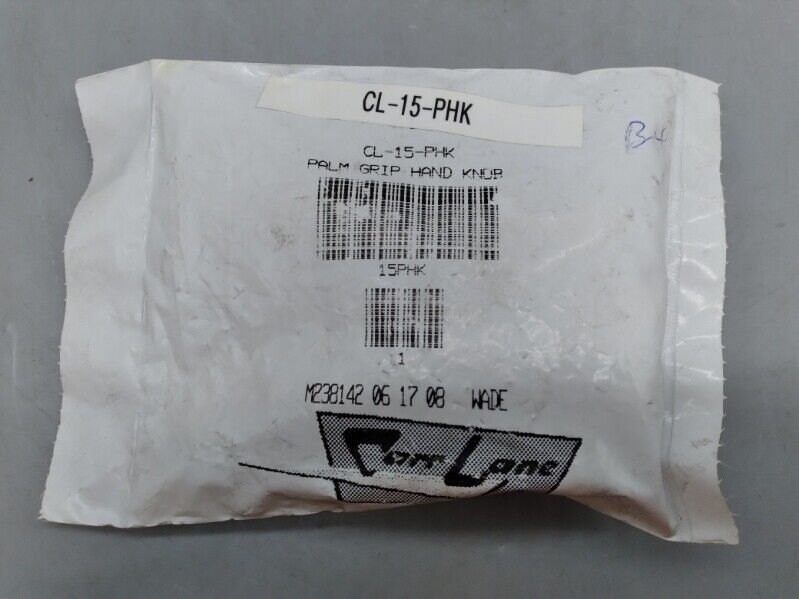 CL-15-PHK
B-4
CL-15-PHK
PALM GRIP HAND KNOB
15PHK
1
M238142 06 17 08 WADE
Carr Lane